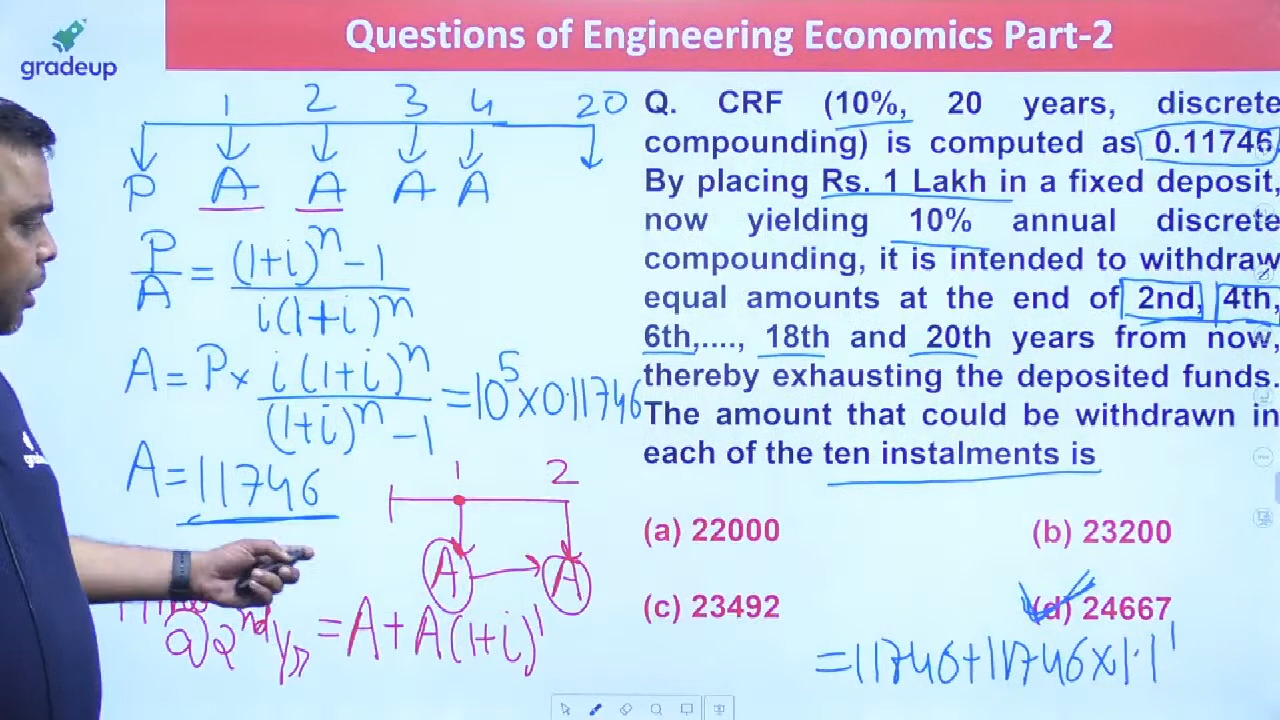 Questions of Engineering Economics Part-2
gradeup
1 2 3 4 20
P A A A A
P/A = (1+i)^n - 1 / i(1+i)^n
A = P × i(1+i)^n / (1+i)^n - 1 = 10^5 × 0.11746
A = 11746
1 2
A A
@ 2nd yr = A + A(1+i)^1
Q. CRF (10%, 20 years, discrete
compounding) is computed as 0.11746.
By placing Rs. 1 Lakh in a fixed deposit,
now yielding 10% annual discrete
compounding, it is intended to withdraw
equal amounts at the end of 2nd, 4th,
6th,...., 18th and 20th years from now,
thereby exhausting the deposited funds.
The amount that could be withdrawn in
each of the ten instalments is
(a) 22000
(b) 23200
(c) 23492
(d) 24667
= 11746 + 11746 × 1.1^1